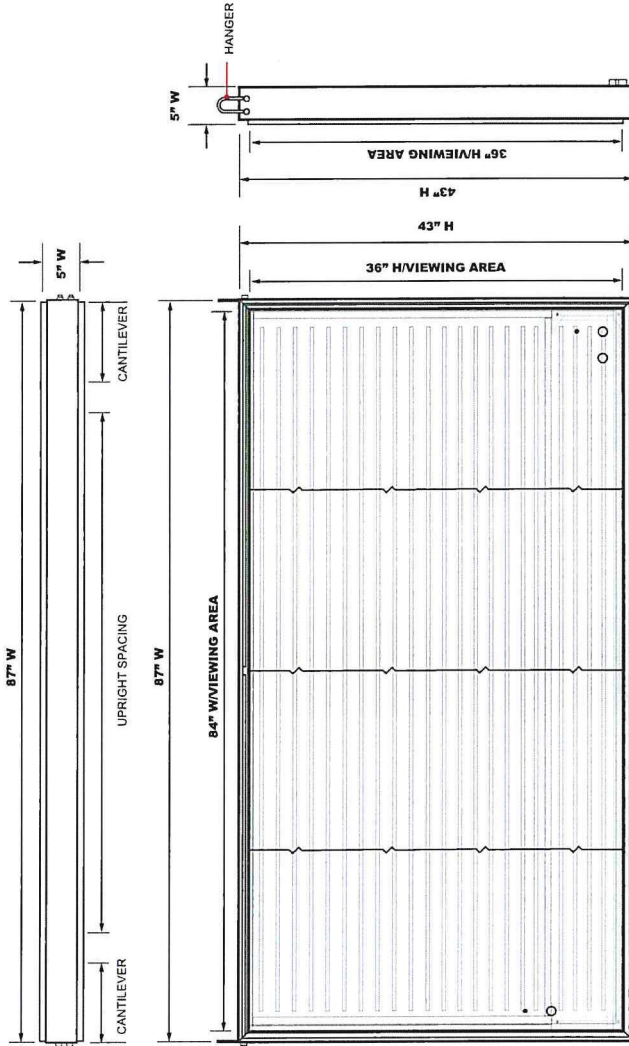 HANGER
5" W
36" H/VIEWING AREA
43" H
43" H
36" H/VIEWING AREA
5" W
CANTILEVER
UPRIGHT SPACING
CANTILEVER
87" W
87" W
84" W/VIEWING AREA